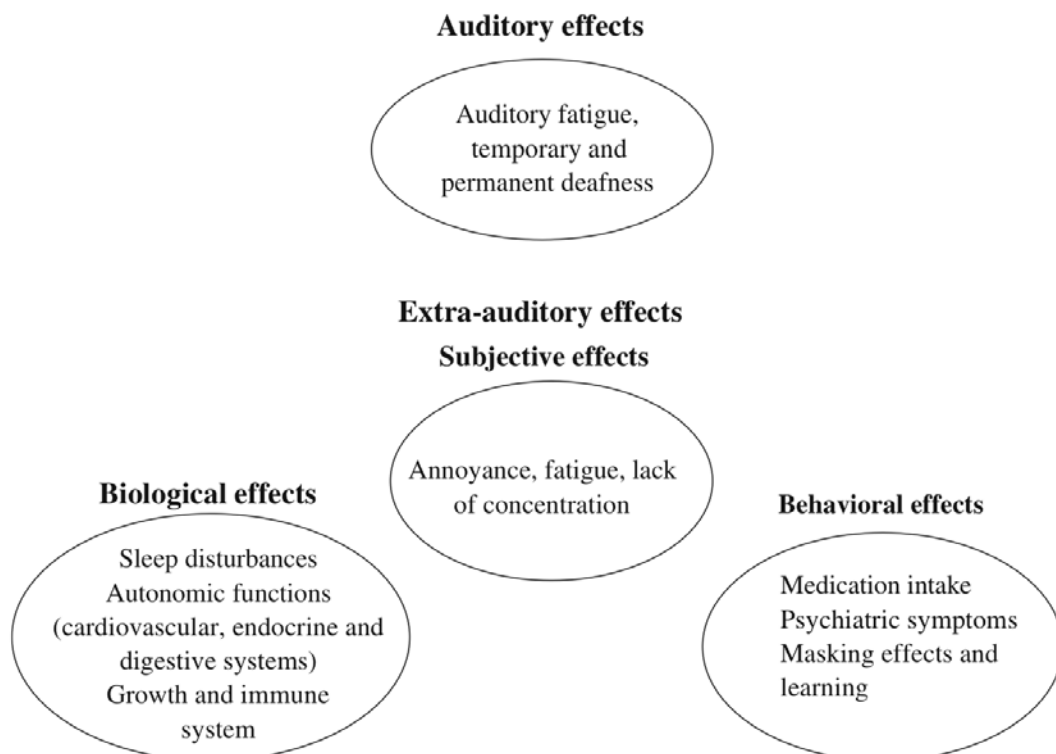 Auditory effects
Auditory fatigue,
temporary and
permanent deafness
Extra-auditory effects
Subjective effects
Annoyance, fatigue, lack
of concentration
Biological effects
Sleep disturbances
Autonomic functions
(cardiovascular, endocrine and
digestive systems)
Growth and immune
system
Behavioral effects
Medication intake
Psychiatric symptoms
Masking effects and
learning